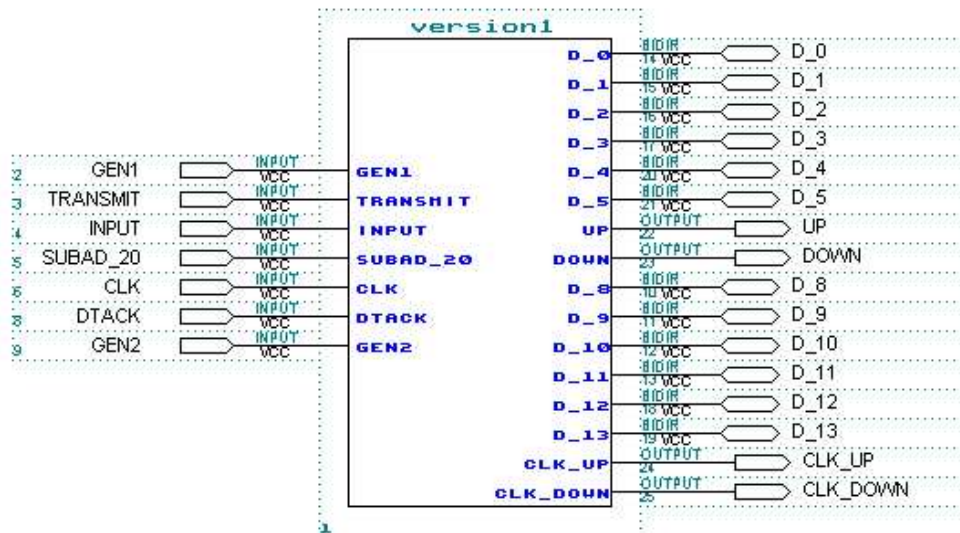 version1
D_0 BIDIR 14 VCC D_0
D_1 BIDIR 15 VCC D_1
D_2 BIDIR 16 VCC D_2
D_3 BIDIR 17 VCC D_3
2 GEN1 INPUT VCC GEN1 D_4 BIDIR 20 VCC D_4
3 TRANSMIT INPUT VCC TRANSMIT D_5 BIDIR 21 VCC D_5
4 INPUT INPUT VCC INPUT UP OUTPUT 22 UP
5 SUBAD_20 INPUT VCC SUBAD_20 DOWN OUTPUT 23 DOWN
6 CLK INPUT VCC CLK D_8 BIDIR 10 VCC D_8
8 DTACK INPUT VCC DTACK D_9 BIDIR 11 VCC D_9
9 GEN2 INPUT VCC GEN2 D_10 BIDIR 12 VCC D_10
D_11 BIDIR 13 VCC D_11
D_12 BIDIR 18 VCC D_12
D_13 BIDIR 19 VCC D_13
CLK_UP OUTPUT 24 CLK_UP
CLK_DOWN OUTPUT 25 CLK_DOWN
1